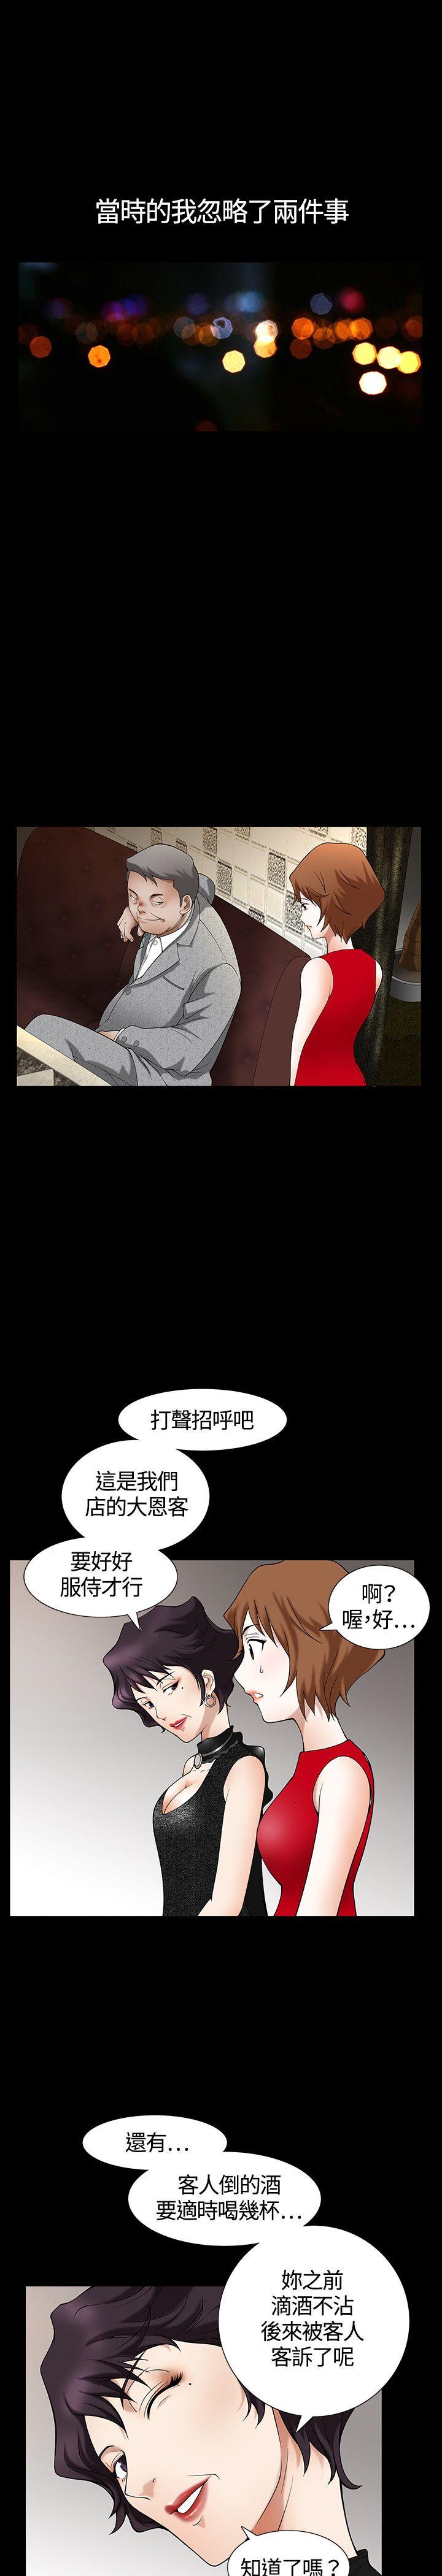 當時的我忽略了兩件事
打聲招呼吧
這是我們
店的大恩客
要好好
服侍才行
啊?
喔,好...
還有...
客人倒的酒
要適時喝幾杯...
妳之前
滴酒不沾
後來被客人
客訴了呢
知道了嗎?